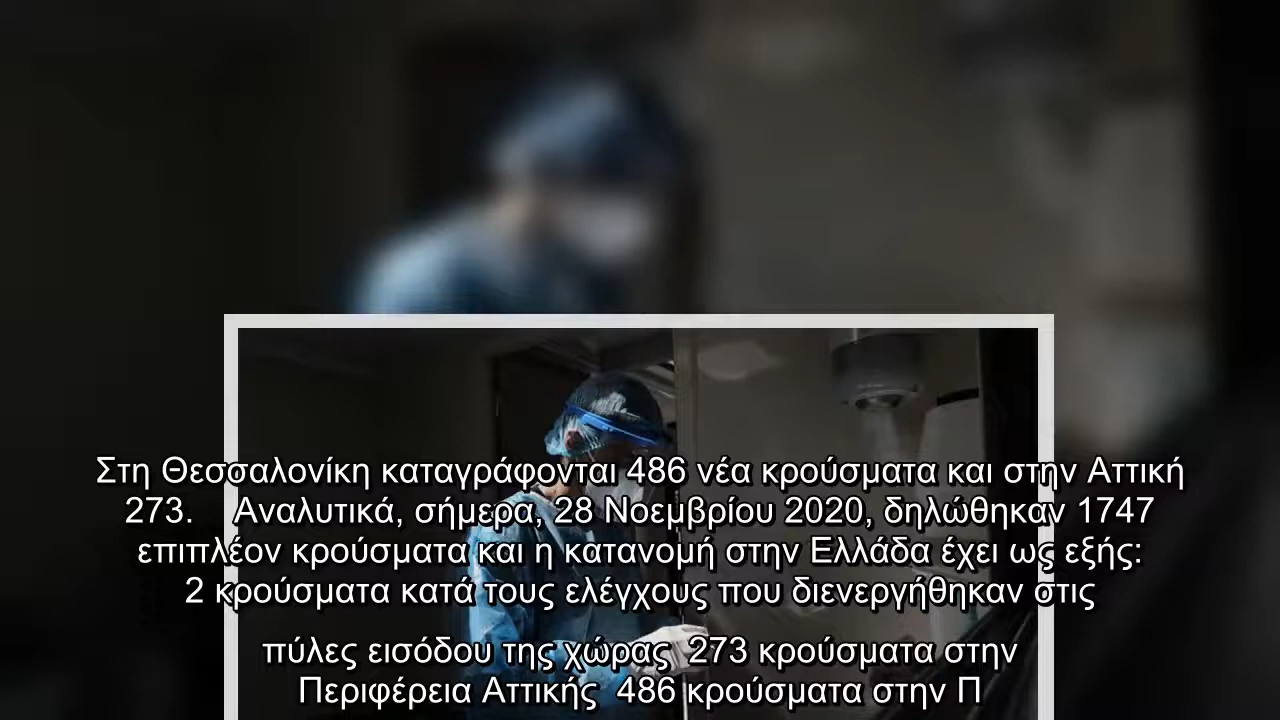 Στη Θεσσαλονίκη καταγράφονται 486 νέα κρούσματα και στην Αττική
273.    Αναλυτικά, σήμερα, 28 Νοεμβρίου 2020, δηλώθηκαν 1747
επιπλέον κρούσματα και η κατανομή στην Ελλάδα έχει ως εξής:
2 κρούσματα κατά τους ελέγχους που διενεργήθηκαν στις
πύλες εισόδου της χώρας  273 κρούσματα στην
Περιφέρεια Αττικής  486 κρούσματα στην Π